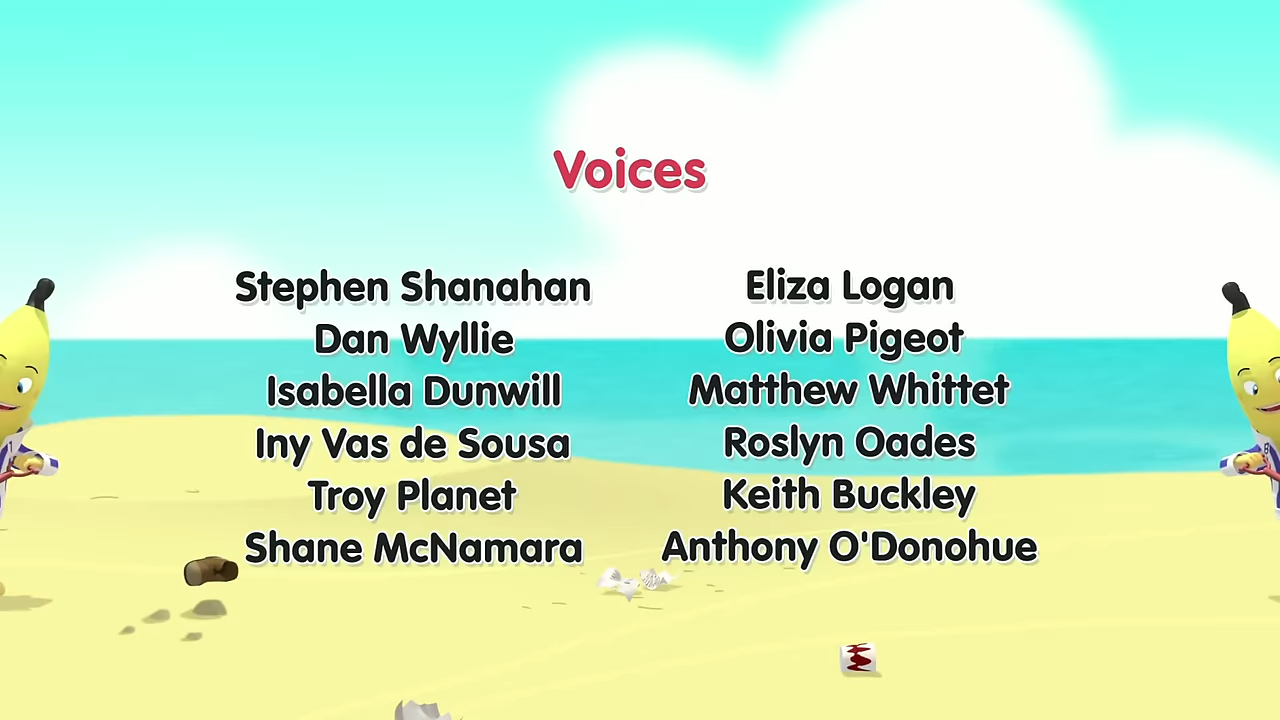 Voices
Stephen Shanahan
Dan Wyllie
Isabella Dunwill
Iny Vas de Sousa
Troy Planet
Shane McNamara
Eliza Logan
Olivia Pigeot
Matthew Whittet
Roslyn Oades
Keith Buckley
Anthony O'Donohue